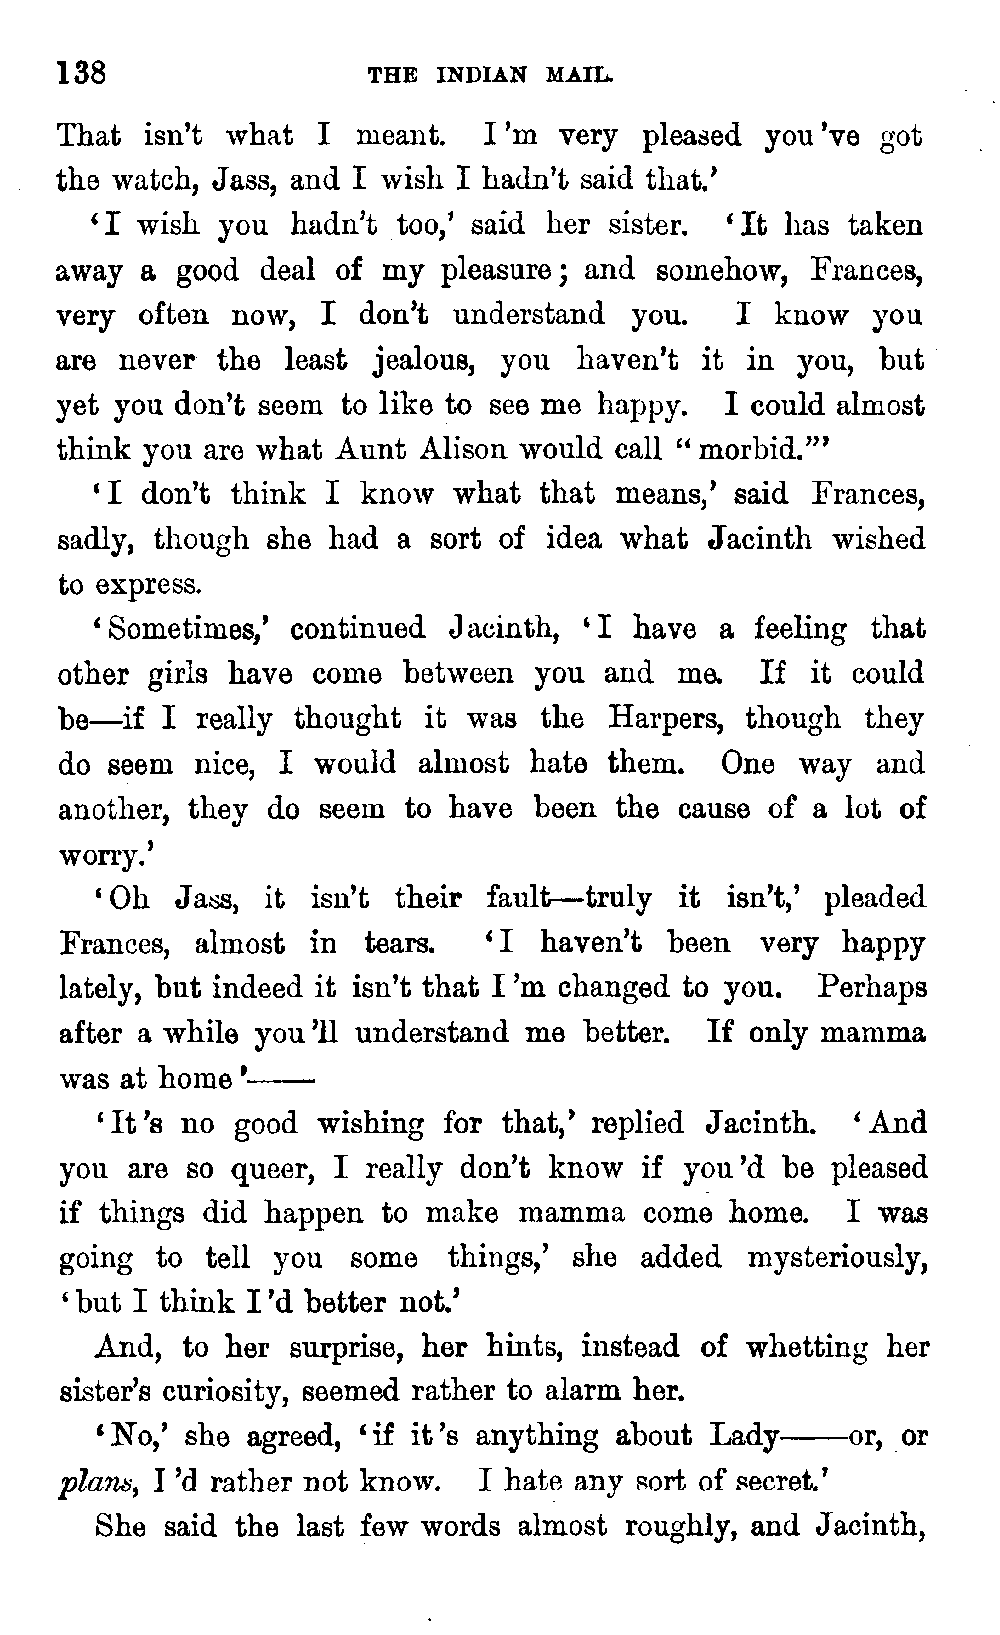 138 THE INDIAN MAIL.
That isn't what I meant. I'm very pleased you've got
the watch, Jass, and I wish I hadn't said that.'
'I wish you hadn't too,' said her sister. 'It has taken
away a good deal of my pleasure; and somehow, Frances,
very often now, I don't understand you. I know you
are never the least jealous, you haven't it in you, but
yet you don't seem to like to see me happy. I could almost
think you are what Aunt Alison would call "morbid."'
'I don't think I know what that means,' said Frances,
sadly, though she had a sort of idea what Jacinth wished
to express.
'Sometimes,' continued Jacinth, 'I have a feeling that
other girls have come between you and me. If it could
be—if I really thought it was the Harpers, though they
do seem nice, I would almost hate them. One way and
another, they do seem to have been the cause of a lot of
worry.'
'Oh Jass, it isn't their fault—truly it isn't,' pleaded
Frances, almost in tears. 'I haven't been very happy
lately, but indeed it isn't that I'm changed to you. Perhaps
after a while you'll understand me better. If only mamma
was at home'——
'It's no good wishing for that,' replied Jacinth. 'And
you are so queer, I really don't know if you'd be pleased
if things did happen to make mamma come home. I was
going to tell you some things,' she added mysteriously,
'but I think I'd better not.'
And, to her surprise, her hints, instead of whetting her
sister's curiosity, seemed rather to alarm her.
'No,' she agreed, 'if it's anything about Lady——or, or
plans, I'd rather not know. I hate any sort of secret.'
She said the last few words almost roughly, and Jacinth,